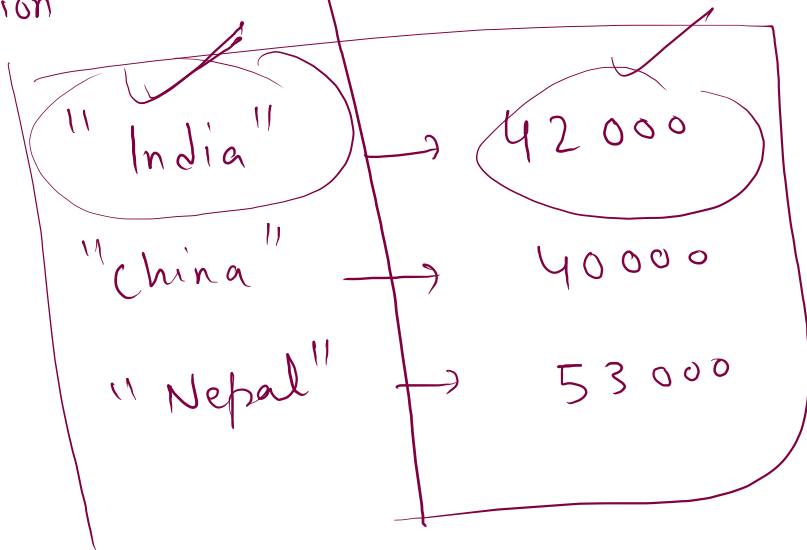 "India" → 42000
"China" → 40000
"Nepal" → 53000